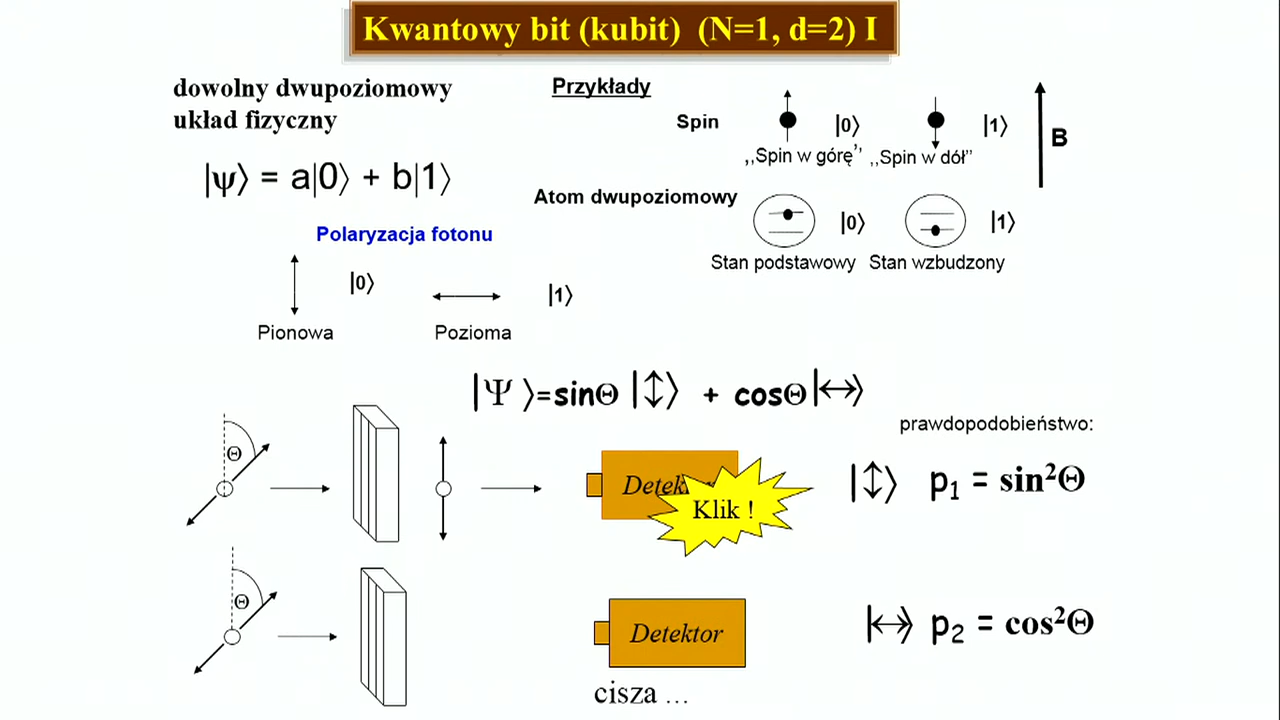 Kwantowy bit (kubit) (N=1, d=2) I
dowolny dwupoziomowy
układ fizyczny
|ψ⟩ = a|0⟩ + b|1⟩
Przykłady
Spin
|0⟩
|1⟩
B
,,Spin w górę’’
,,Spin w dół”
Atom dwupoziomowy
|0⟩
|1⟩
Stan podstawowy
Stan wzbudzony
Polaryzacja fotonu
|0⟩
|1⟩
Pionowa
Pozioma
|Ψ ⟩=sinΘ |↕⟩ + cosΘ|↔⟩
prawdopodobieństwo:
Θ
Detek
Klik !
|↕⟩ p₁ = sin²Θ
Θ
Detektor
|↔⟩ p₂ = cos²Θ
cisza ...